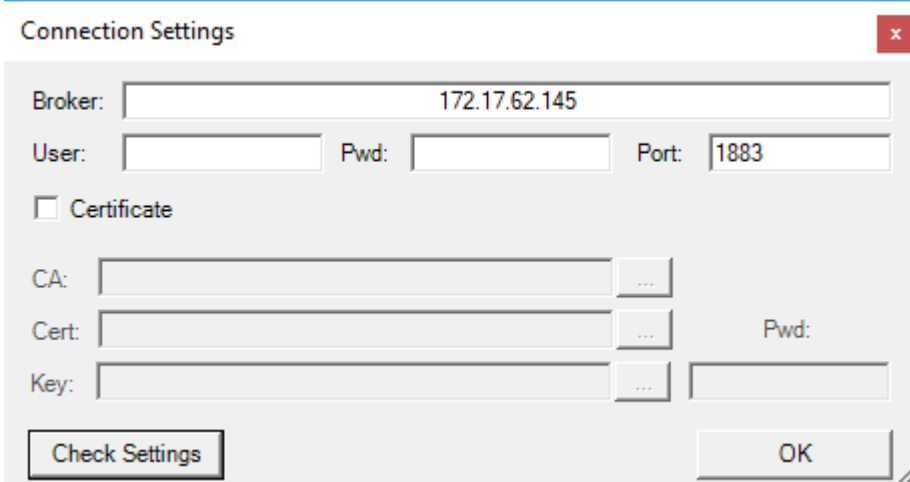 Connection Settings
x
Broker: 172.17.62.145
User: Pwd: Port: 1883
Certificate
CA: ...
Cert: ... Pwd:
Key: ...
Check Settings OK